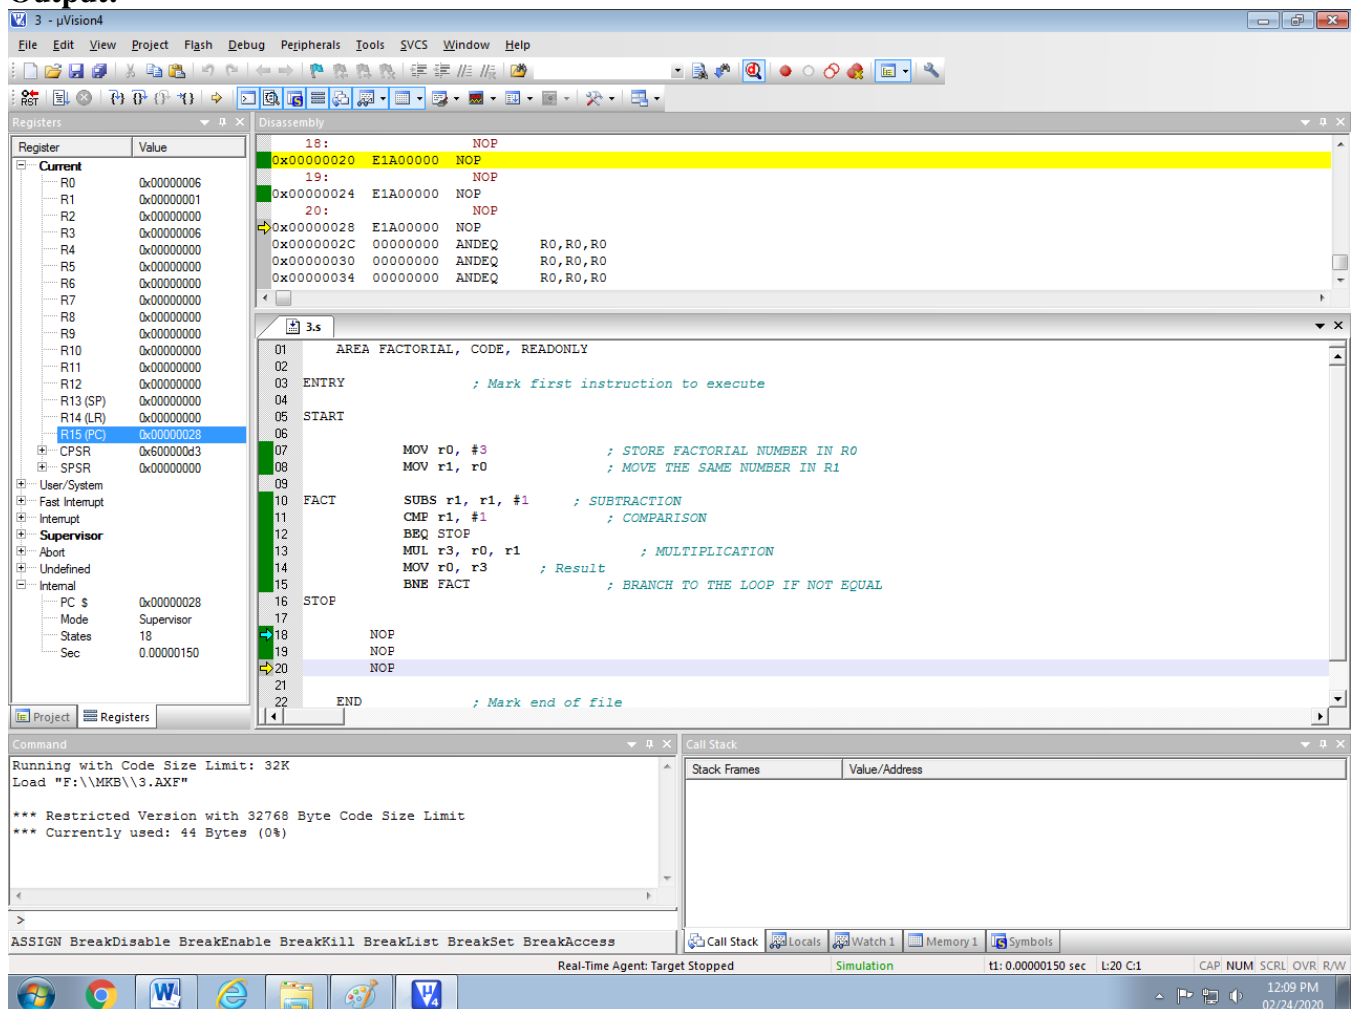 Output:
3 - µVision4
File Edit View Project Flash Debug Peripherals Tools SVCS Window Help
Registers
Register Value
Current
R0 0x00000006
R1 0x00000001
R2 0x00000000
R3 0x00000006
R4 0x00000000
R5 0x00000000
R6 0x00000000
R7 0x00000000
R8 0x00000000
R9 0x00000000
R10 0x00000000
R11 0x00000000
R12 0x00000000
R13 (SP) 0x00000000
R14 (LR) 0x00000000
R15 (PC) 0x00000028
CPSR 0x600000d3
SPSR 0x00000000
User/System
Fast Interrupt
Interrupt
Supervisor
Abort
Undefined
Internal
PC $ 0x00000028
Mode Supervisor
States 18
Sec 0.00000150
Project Registers
Disassembly
18: NOP
0x00000020 E1A00000 NOP
19: NOP
0x00000024 E1A00000 NOP
20: NOP
0x00000028 E1A00000 NOP
0x0000002C 00000000 ANDEQ R0,R0,R0
0x00000030 00000000 ANDEQ R0,R0,R0
0x00000034 00000000 ANDEQ R0,R0,R0
3.s
01 AREA FACTORIAL, CODE, READONLY
02
03 ENTRY ; Mark first instruction to execute
04
05 START
06
07 MOV r0, #3 ; STORE FACTORIAL NUMBER IN R0
08 MOV r1, r0 ; MOVE THE SAME NUMBER IN R1
09
10 FACT SUBS r1, r1, #1 ; SUBTRACTION
11 CMP r1, #1 ; COMPARISON
12 BEQ STOP
13 MUL r3, r0, r1 ; MULTIPLICATION
14 MOV r0, r3 ; Result
15 BNE FACT ; BRANCH TO THE LOOP IF NOT EQUAL
16 STOP
17
18 NOP
19 NOP
20 NOP
21
22 END ; Mark end of file
Command
Running with Code Size Limit: 32K
Load "F:\\MKB\\3.AXF"
*** Restricted Version with 32768 Byte Code Size Limit
*** Currently used: 44 Bytes (0%)
>
ASSIGN BreakDisable BreakEnable BreakKill BreakList BreakSet BreakAccess
Call Stack
Stack Frames Value/Address
Call Stack Locals Watch 1 Memory 1 Symbols
Real-Time Agent: Target Stopped Simulation t1: 0.00000150 sec L:20 C:1 CAP NUM SCRL OVR R/W
12:09 PM
02/24/2020